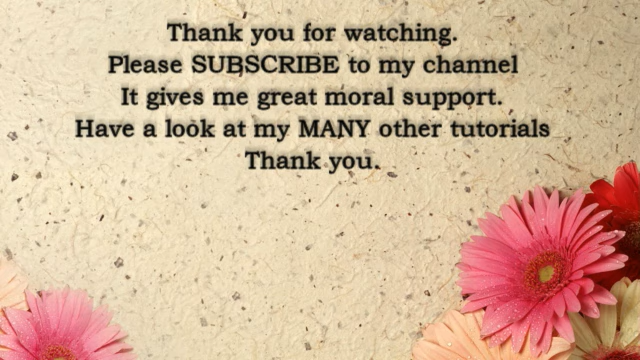 Thank you for watching.
Please SUBSCRIBE to my channel
It gives me great moral support.
Have a look at my MANY other tutorials
Thank you.